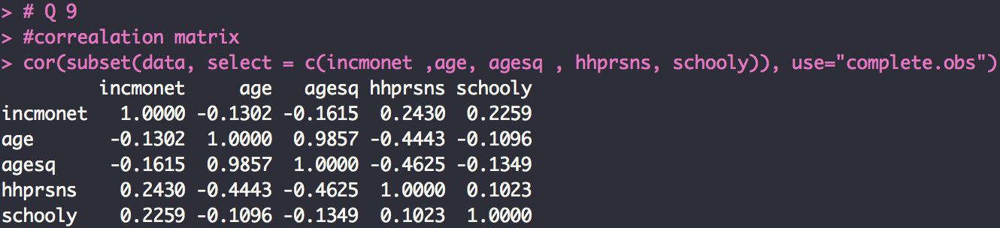 > # Q 9
> #correalation matrix
> cor(subset(data, select = c(incmonet ,age, agesq , hhprsns, schooly)), use="complete.obs")
incmonet age agesq hhprsns schooly
incmonet 1.0000 -0.1302 -0.1615 0.2430 0.2259
age -0.1302 1.0000 0.9857 -0.4443 -0.1096
agesq -0.1615 0.9857 1.0000 -0.4625 -0.1349
hhprsns 0.2430 -0.4443 -0.4625 1.0000 0.1023
schooly 0.2259 -0.1096 -0.1349 0.1023 1.0000